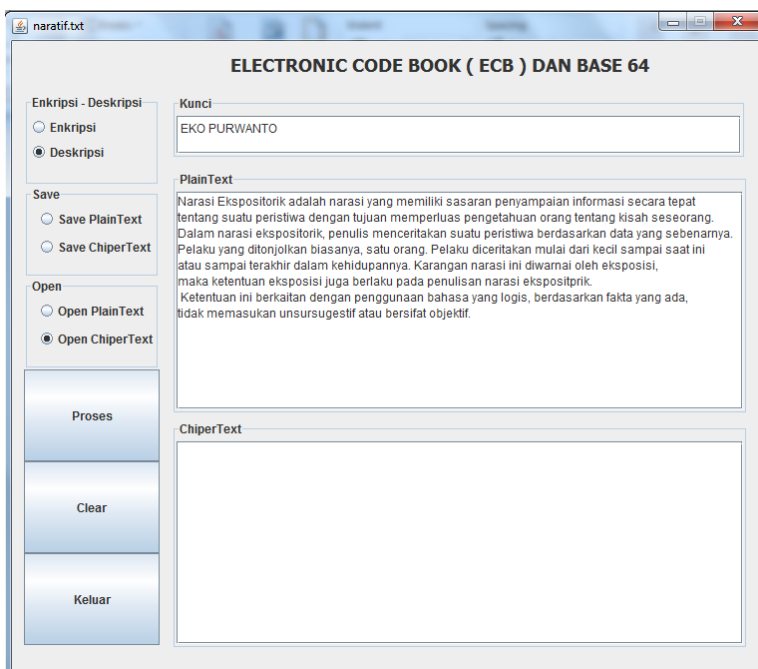 naratif.txt
ELECTRONIC CODE BOOK ( ECB ) DAN BASE 64
Enkripsi - Deskripsi
Enkripsi
Deskripsi
Save
Save PlainText
Save ChiperText
Open
Open PlainText
Open ChiperText
Proses
Clear
Keluar
Kunci
EKO PURWANTO
PlainText
Narasi Ekspositorik adalah narasi yang memiliki sasaran penyampaian informasi secara tepat
tentang suatu peristiwa dengan tujuan memperluas pengetahuan orang tentang kisah seseorang.
Dalam narasi ekspositorik, penulis menceritakan suatu peristiwa berdasarkan data yang sebenarnya.
Pelaku yang ditonjolkan biasanya, satu orang. Pelaku diceritakan mulai dari kecil sampai saat ini
atau sampai terakhir dalam kehidupannya. Karangan narasi ini diwarnai oleh eksposisi,
maka ketentuan eksposisi juga berlaku pada penulisan narasi ekspositprik.
Ketentuan ini berkaitan dengan penggunaan bahasa yang logis, berdasarkan fakta yang ada,
tidak memasukan unsursugestif atau bersifat objektif.
ChiperText